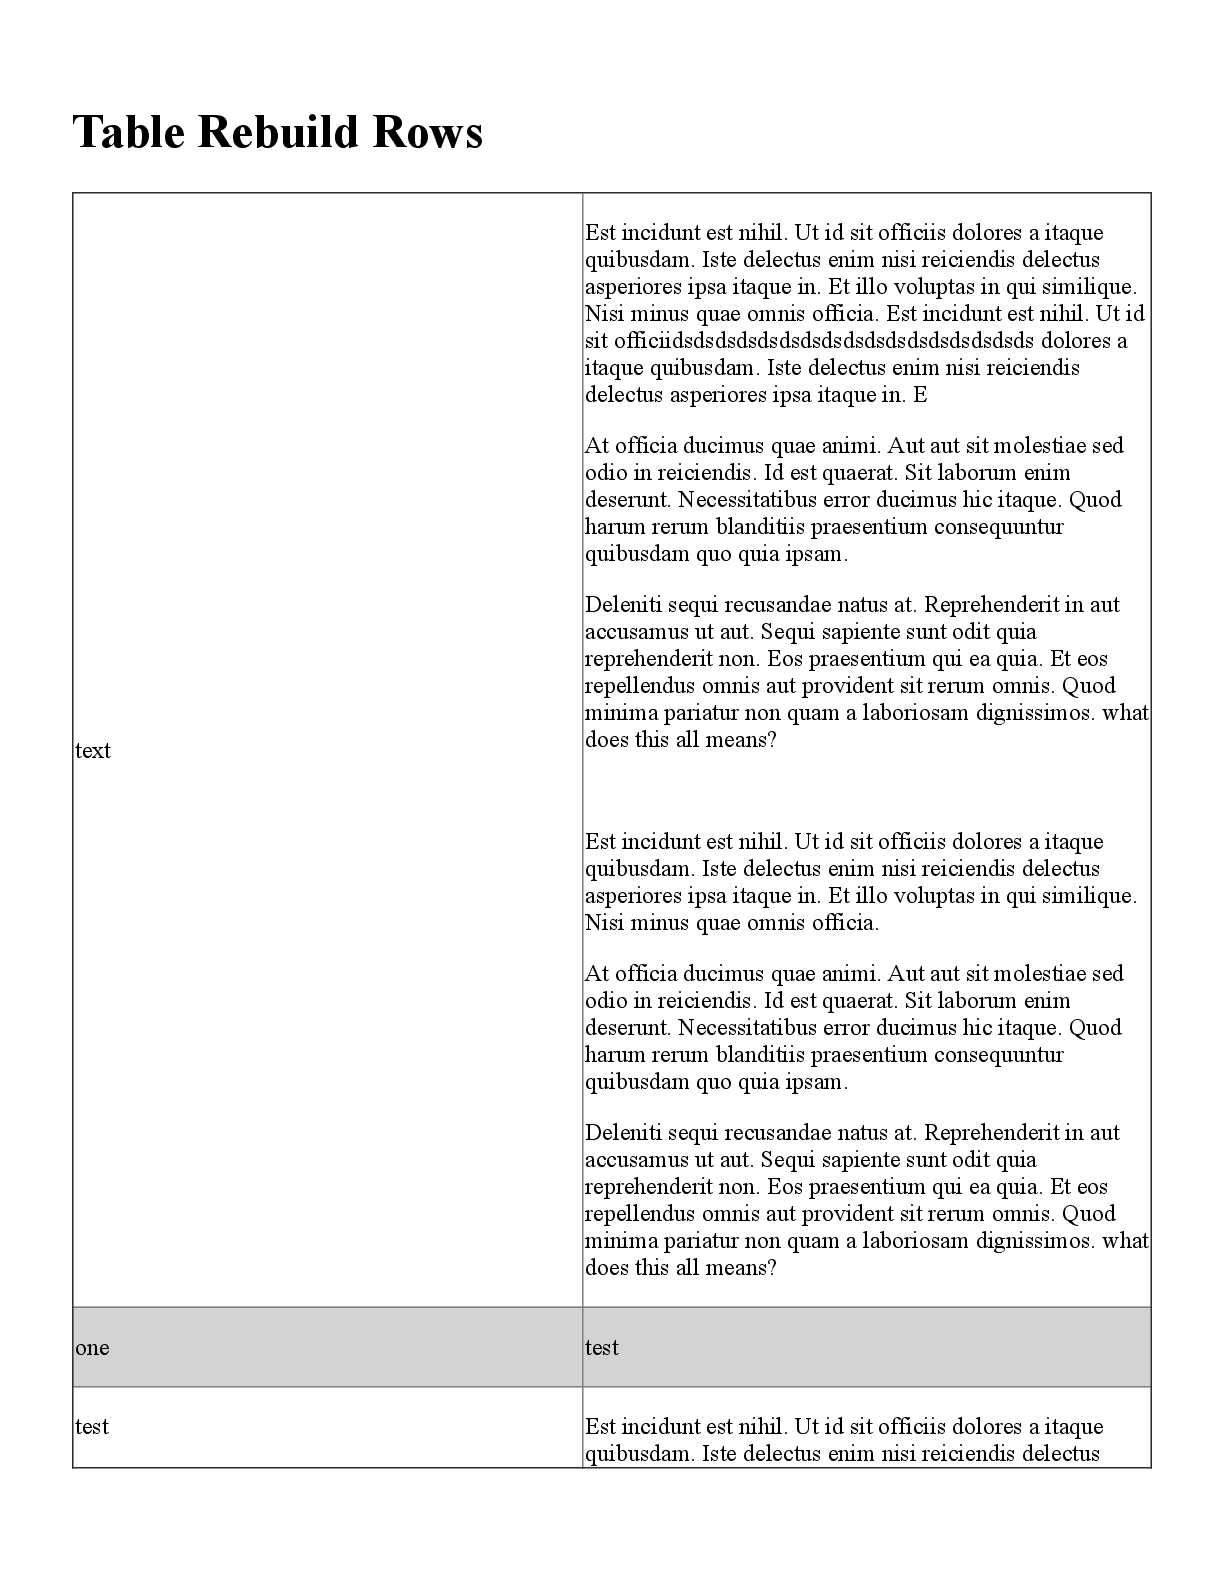 Table Rebuild Rows
text
Est incidunt est nihil. Ut id sit officiis dolores a itaque
quibusdam. Iste delectus enim nisi reiciendis delectus
asperiores ipsa itaque in. Et illo voluptas in qui similique.
Nisi minus quae omnis officia. Est incidunt est nihil. Ut id
sit officiidsdsdsdsdsdsdsdsdsdsdsdsdsdsdsdsds dolores a
itaque quibusdam. Iste delectus enim nisi reiciendis
delectus asperiores ipsa itaque in. E
At officia ducimus quae animi. Aut aut sit molestiae sed
odio in reiciendis. Id est quaerat. Sit laborum enim
deserunt. Necessitatibus error ducimus hic itaque. Quod
harum rerum blanditiis praesentium consequuntur
quibusdam quo quia ipsam.
Deleniti sequi recusandae natus at. Reprehenderit in aut
accusamus ut aut. Sequi sapiente sunt odit quia
reprehenderit non. Eos praesentium qui ea quia. Et eos
repellendus omnis aut provident sit rerum omnis. Quod
minima pariatur non quam a laboriosam dignissimos. what
does this all means?
Est incidunt est nihil. Ut id sit officiis dolores a itaque
quibusdam. Iste delectus enim nisi reiciendis delectus
asperiores ipsa itaque in. Et illo voluptas in qui similique.
Nisi minus quae omnis officia.
At officia ducimus quae animi. Aut aut sit molestiae sed
odio in reiciendis. Id est quaerat. Sit laborum enim
deserunt. Necessitatibus error ducimus hic itaque. Quod
harum rerum blanditiis praesentium consequuntur
quibusdam quo quia ipsam.
Deleniti sequi recusandae natus at. Reprehenderit in aut
accusamus ut aut. Sequi sapiente sunt odit quia
reprehenderit non. Eos praesentium qui ea quia. Et eos
repellendus omnis aut provident sit rerum omnis. Quod
minima pariatur non quam a laboriosam dignissimos. what
does this all means?
one
test
test
Est incidunt est nihil. Ut id sit officiis dolores a itaque
quibusdam. Iste delectus enim nisi reiciendis delectus